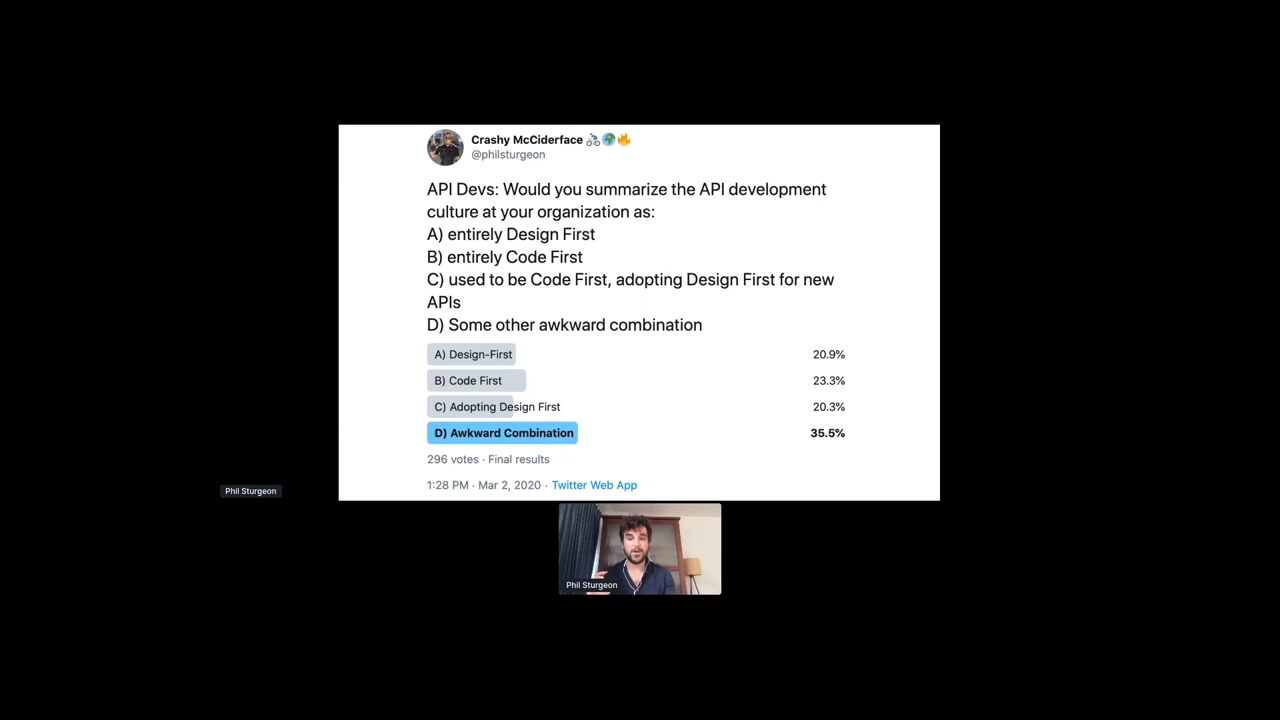 Crashy McCiderface 🚲🌍🔥
@philsturgeon
API Devs: Would you summarize the API development
culture at your organization as:
A) entirely Design First
B) entirely Code First
C) used to be Code First, adopting Design First for new
APIs
D) Some other awkward combination
A) Design-First 20.9%
B) Code First 23.3%
C) Adopting Design First 20.3%
D) Awkward Combination 35.5%
296 votes · Final results
1:28 PM · Mar 2, 2020 · Twitter Web App
Phil Sturgeon
Phil Sturgeon